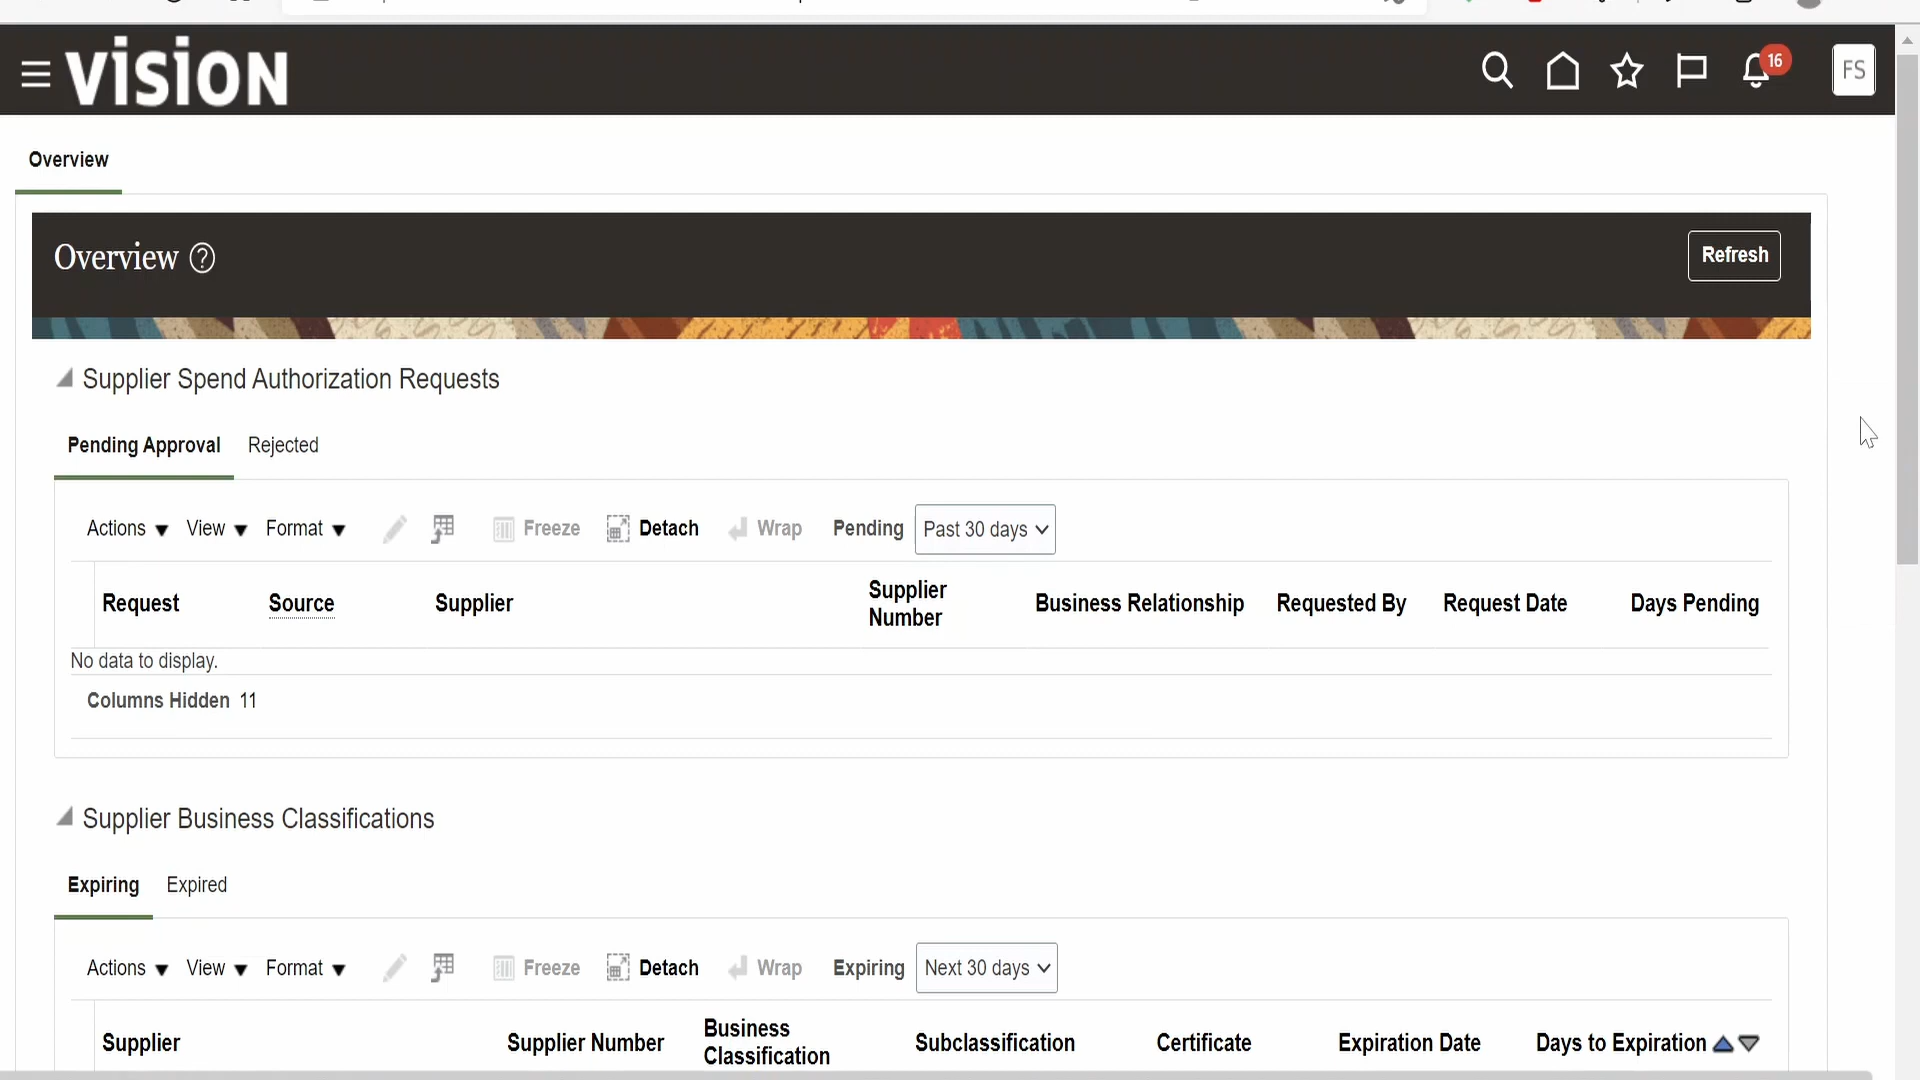 VISION
16
FS
Overview
Overview ?
Refresh
Supplier Spend Authorization Requests
Pending Approval Rejected
Actions View Format Freeze Detach Wrap Pending Past 30 days
Request Source Supplier Supplier Number Business Relationship Requested By Request Date Days Pending
No data to display.
Columns Hidden 11
Supplier Business Classifications
Expiring Expired
Actions View Format Freeze Detach Wrap Expiring Next 30 days
Supplier Supplier Number Business Classification Subclassification Certificate Expiration Date Days to Expiration